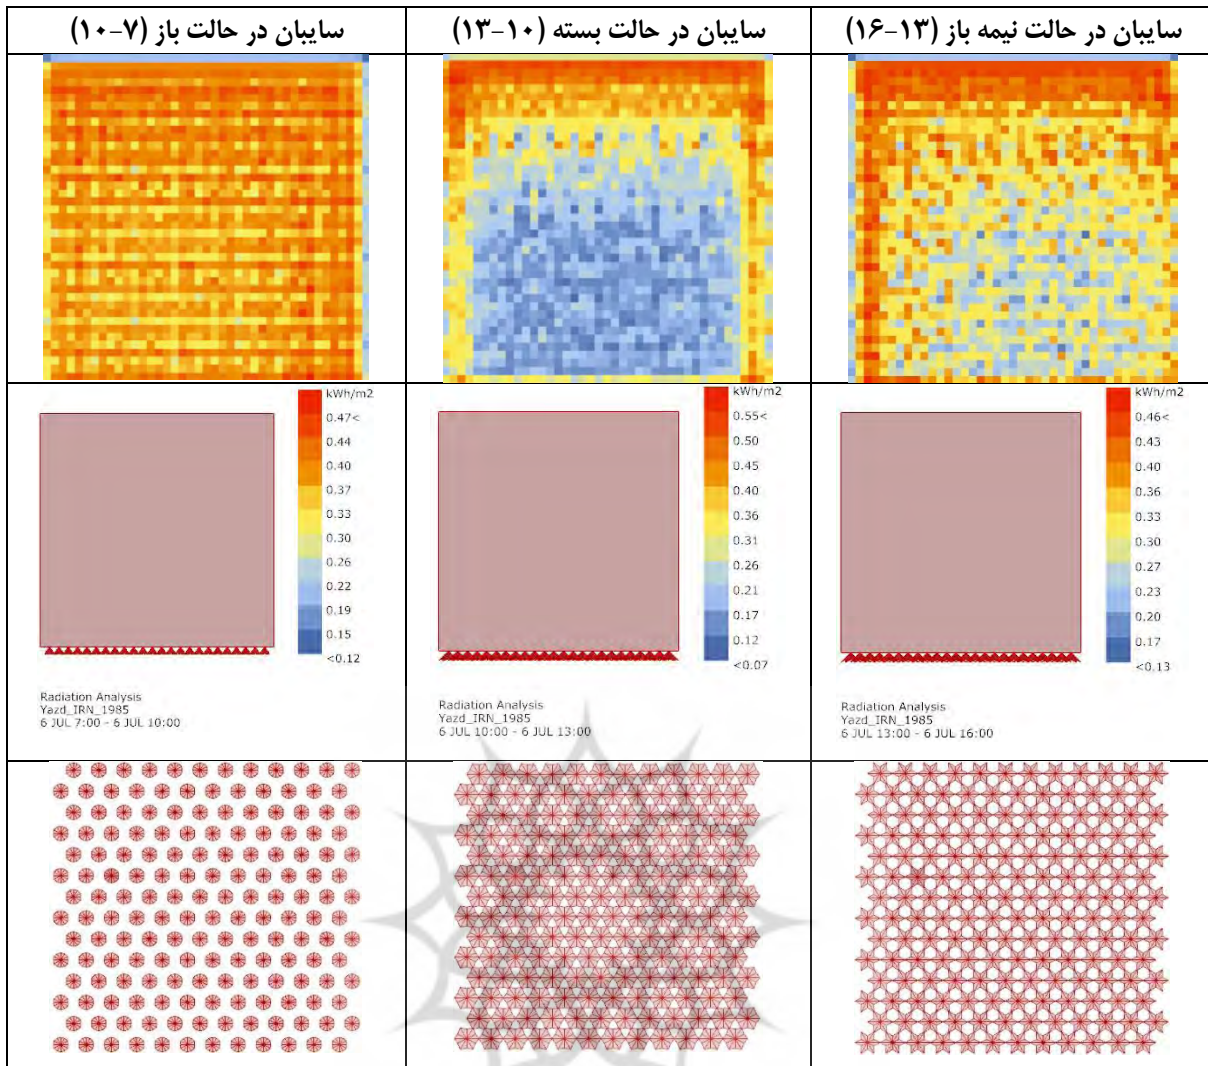 سایبان در حالت باز (۷-۱۰)
سایبان در حالت بسته (۱۰-۱۳)
سایبان در حالت نیمه باز (۱۳-۱۶)
kWh/m2
0.47<
0.44
0.40
0.37
0.33
0.30
0.26
0.22
0.19
0.15
<0.12
Radiation Analysis
Yazd_IRN_1985
6 JUL 7:00 - 6 JUL 10:00
kWh/m2
0.55<
0.50
0.45
0.40
0.36
0.31
0.26
0.21
0.17
0.12
<0.07
Radiation Analysis
Yazd_IRN_1985
6 JUL 10:00 - 6 JUL 13:00
kWh/m2
0.46<
0.43
0.40
0.36
0.33
0.30
0.27
0.23
0.20
0.17
<0.13
Radiation Analysis
Yazd_IRN_1985
6 JUL 13:00 - 6 JUL 16:00